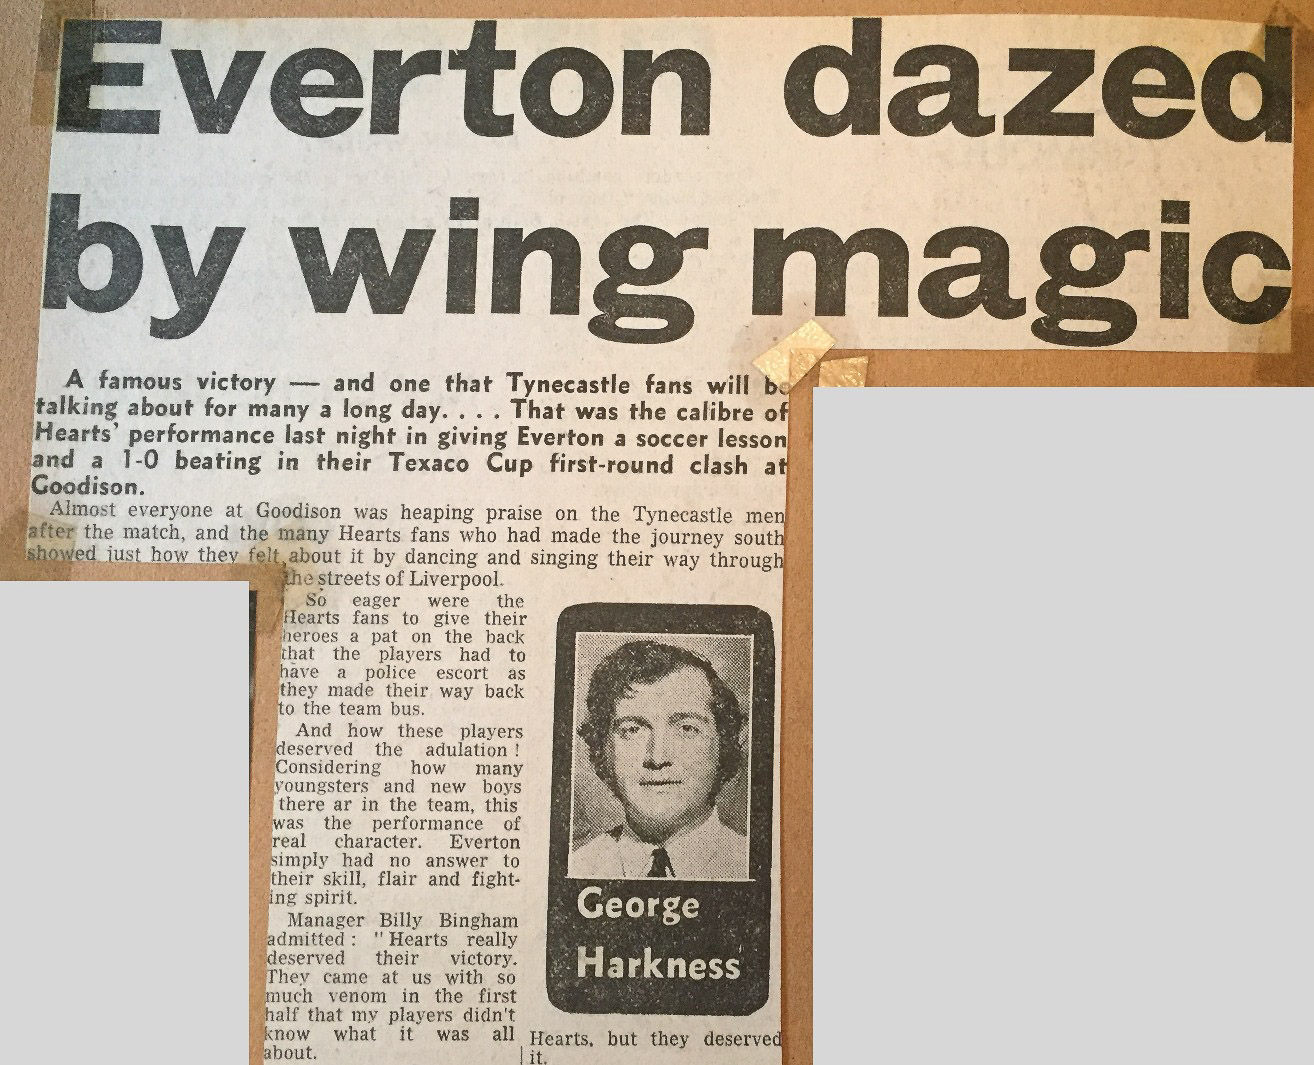 Everton dazed
by wing magic
A famous victory — and one that Tynecastle fans will be
talking about for many a long day. . . . That was the calibre of
Hearts' performance last night in giving Everton a soccer lesson
and a 1-0 beating in their Texaco Cup first-round clash at
Goodison.
Almost everyone at Goodison was heaping praise on the Tynecastle men
after the match, and the many Hearts fans who had made the journey south
showed just how they felt about it by dancing and singing their way through
the streets of Liverpool.
So eager were the
Hearts fans to give their
heroes a pat on the back
that the players had to
have a police escort as
they made their way back
to the team bus.
And how these players
deserved the adulation !
Considering how many
youngsters and new boys
there ar in the team, this
was the performance of
real character. Everton
simply had no answer to
their skill, flair and fight-
ing spirit.
Manager Billy Bingham
admitted : "Hearts really
deserved their victory.
They came at us with so
much venom in the first
half that my players didn't
know what it was all
about.
George
Harkness
Hearts, but they deserved
it.